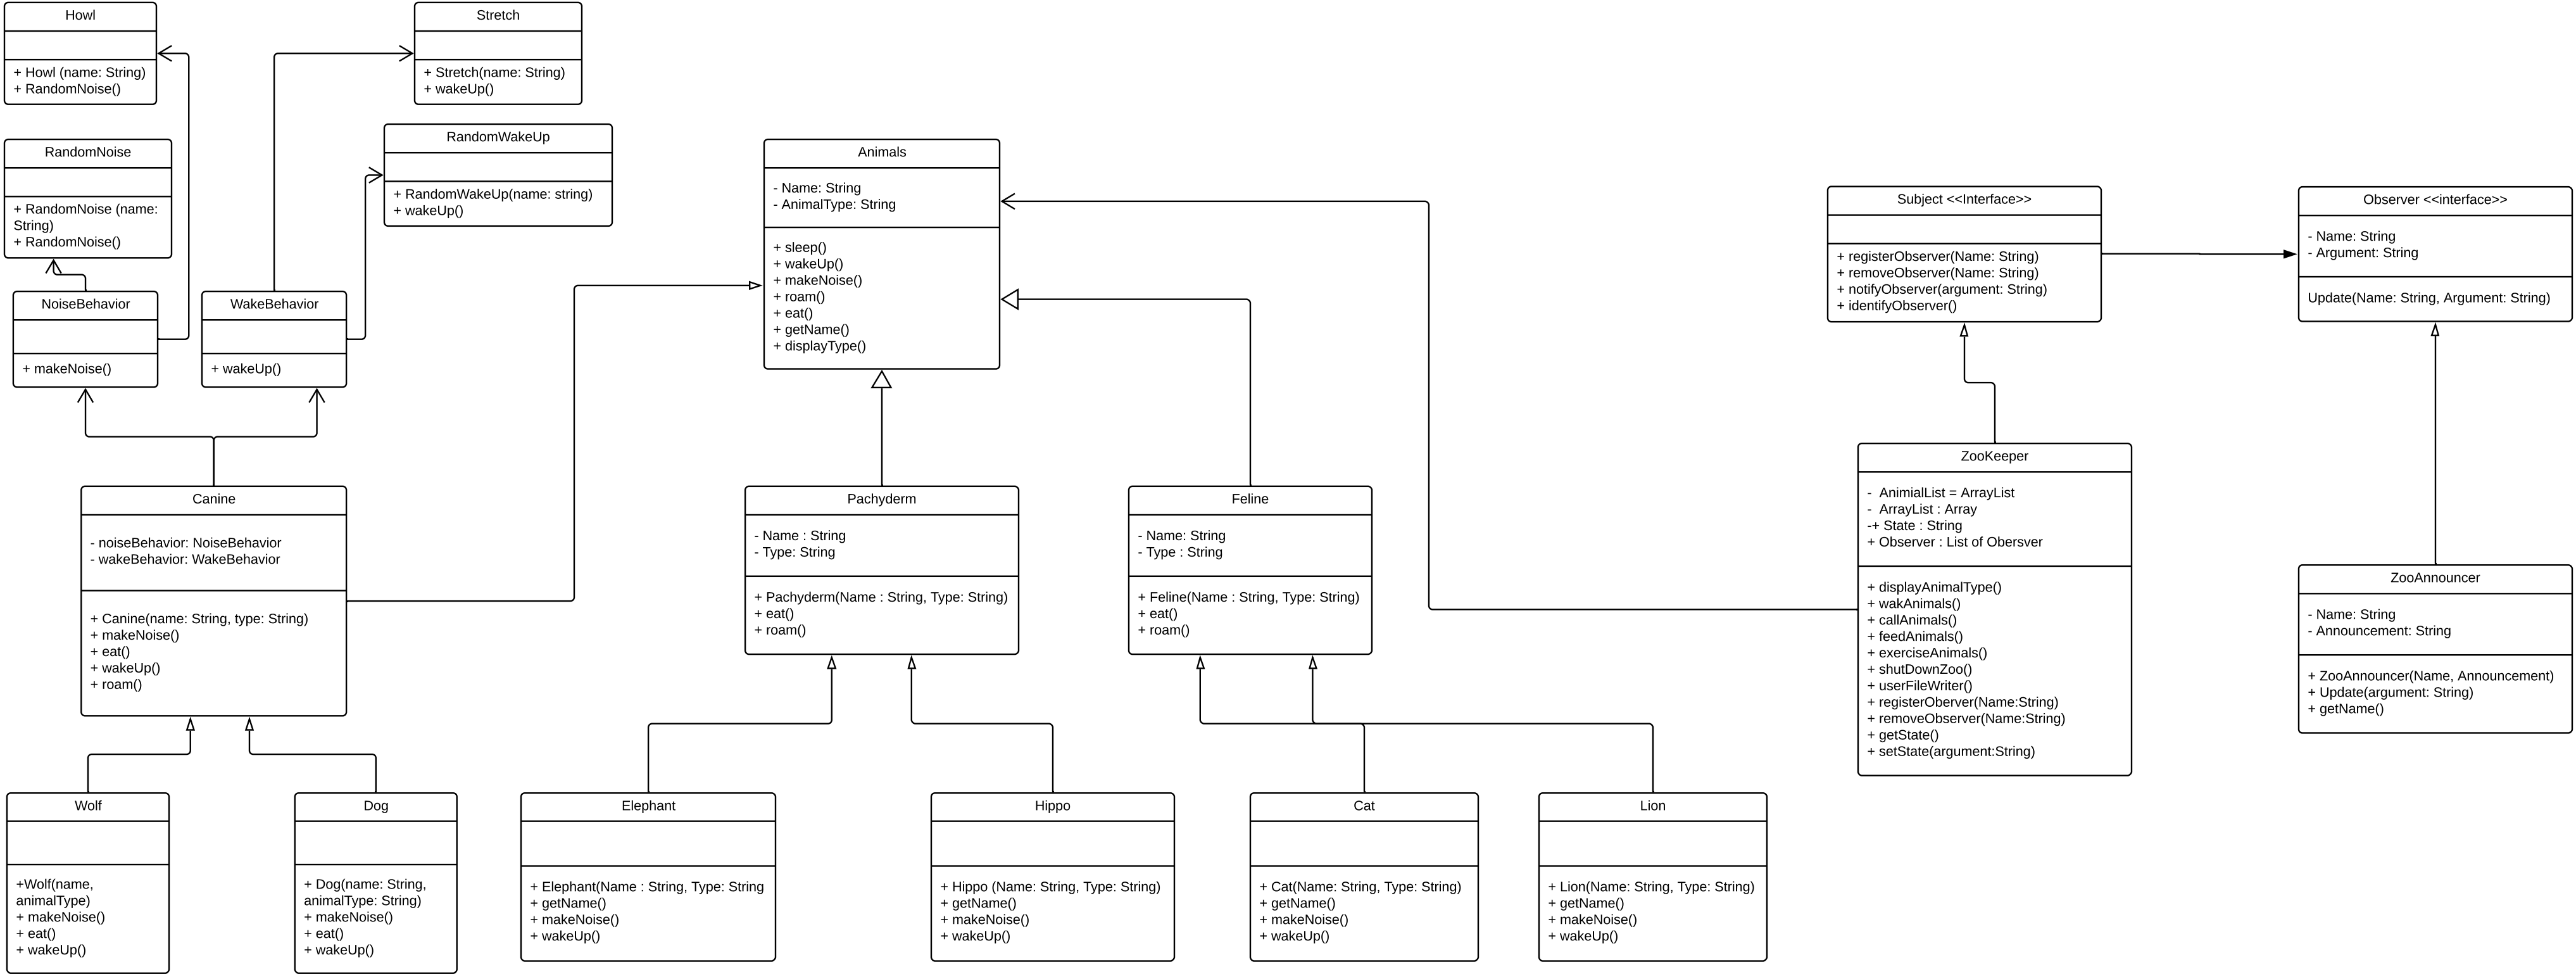 Howl
+ Howl (name: String)
+ RandomNoise()
Stretch
+ Stretch(name: String)
+ wakeUp()
RandomNoise
+ RandomNoise (name:
String)
+ RandomNoise()
RandomWakeUp
+ RandomWakeUp(name: string)
+ wakeUp()
NoiseBehavior
+ makeNoise()
WakeBehavior
+ wakeUp()
Animals
- Name: String
- AnimalType: String
+ sleep()
+ wakeUp()
+ makeNoise()
+ roam()
+ eat()
+ getName()
+ displayType()
Subject <<Interface>>
+ registerObserver(Name: String)
+ removeObserver(Name: String)
+ notifyObserver(argument: String)
+ identifyObserver()
Observer <<interface>>
- Name: String
- Argument: String
Update(Name: String, Argument: String)
Canine
- noiseBehavior: NoiseBehavior
- wakeBehavior: WakeBehavior
+ Canine(name: String, type: String)
+ makeNoise()
+ eat()
+ wakeUp()
+ roam()
Pachyderm
- Name : String
- Type: String
+ Pachyderm(Name : String, Type: String)
+ eat()
+ roam()
Feline
- Name: String
- Type : String
+ Feline(Name : String, Type: String)
+ eat()
+ roam()
ZooKeeper
- AnimialList = ArrayList
- ArrayList : Array
-+ State : String
+ Observer : List of Obersver
+ displayAnimalType()
+ wakAnimals()
+ callAnimals()
+ feedAnimals()
+ exerciseAnimals()
+ shutDownZoo()
+ userFileWriter()
+ registerOberver(Name:String)
+ removeObserver(Name:String)
+ getState()
+ setState(argument:String)
ZooAnnouncer
- Name: String
- Announcement: String
+ ZooAnnouncer(Name, Announcement)
+ Update(argument: String)
+ getName()
Wolf
+Wolf(name,
animalType)
+ makeNoise()
+ eat()
+ wakeUp()
Dog
+ Dog(name: String,
animalType: String)
+ makeNoise()
+ eat()
+ wakeUp()
Elephant
+ Elephant(Name : String, Type: String
+ getName()
+ makeNoise()
+ wakeUp()
Hippo
+ Hippo (Name: String, Type: String)
+ getName()
+ makeNoise()
+ wakeUp()
Cat
+ Cat(Name: String, Type: String)
+ getName()
+ makeNoise()
+ wakeUp()
Lion
+ Lion(Name: String, Type: String)
+ getName()
+ makeNoise()
+ wakeUp()